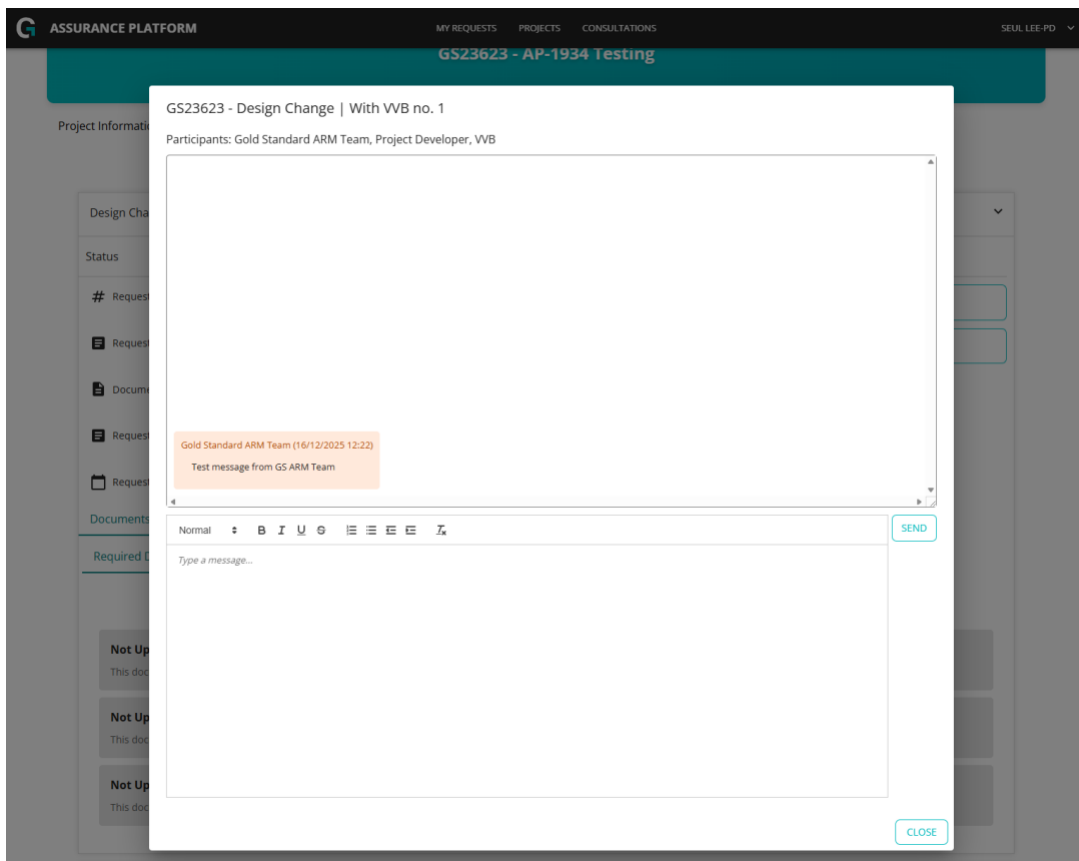 ASSURANCE PLATFORM
MY REQUESTS PROJECTS CONSULTATIONS
SEUL LEE-PD
GS23623 - AP-1934 Testing
GS23623 - Design Change | With VVB no. 1
Participants: Gold Standard ARM Team, Project Developer, VVB
Project Informatio
Design Cha
Status
# Request
Request
Docume
Request
Request
Gold Standard ARM Team (16/12/2025 12:22)
Test message from GS ARM Team
Documents
Required D
Normal B I U S
SEND
Type a message...
Not Up
This doc
Not Up
This doc
Not Up
This doc
CLOSE